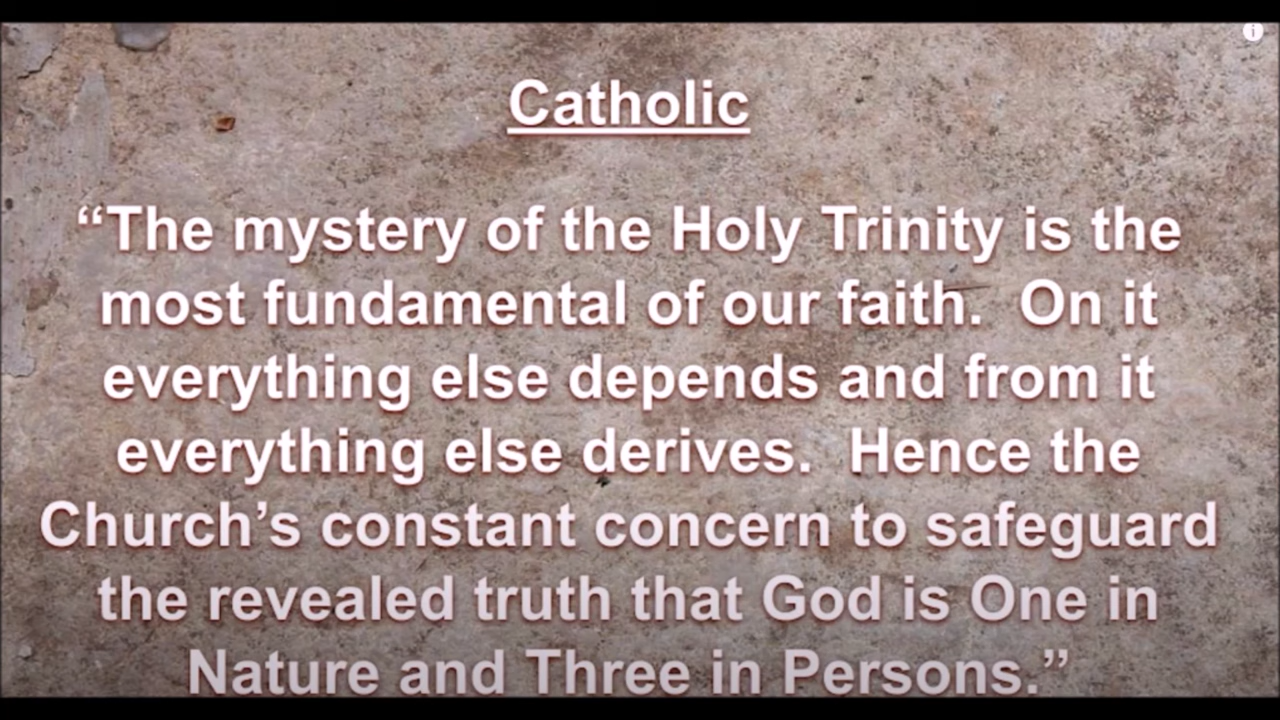 Catholic
“The mystery of the Holy Trinity is the
most fundamental of our faith.  On it
everything else depends and from it
everything else derives.  Hence the
Church’s constant concern to safeguard
the revealed truth that God is One in
Nature and Three in Persons.”